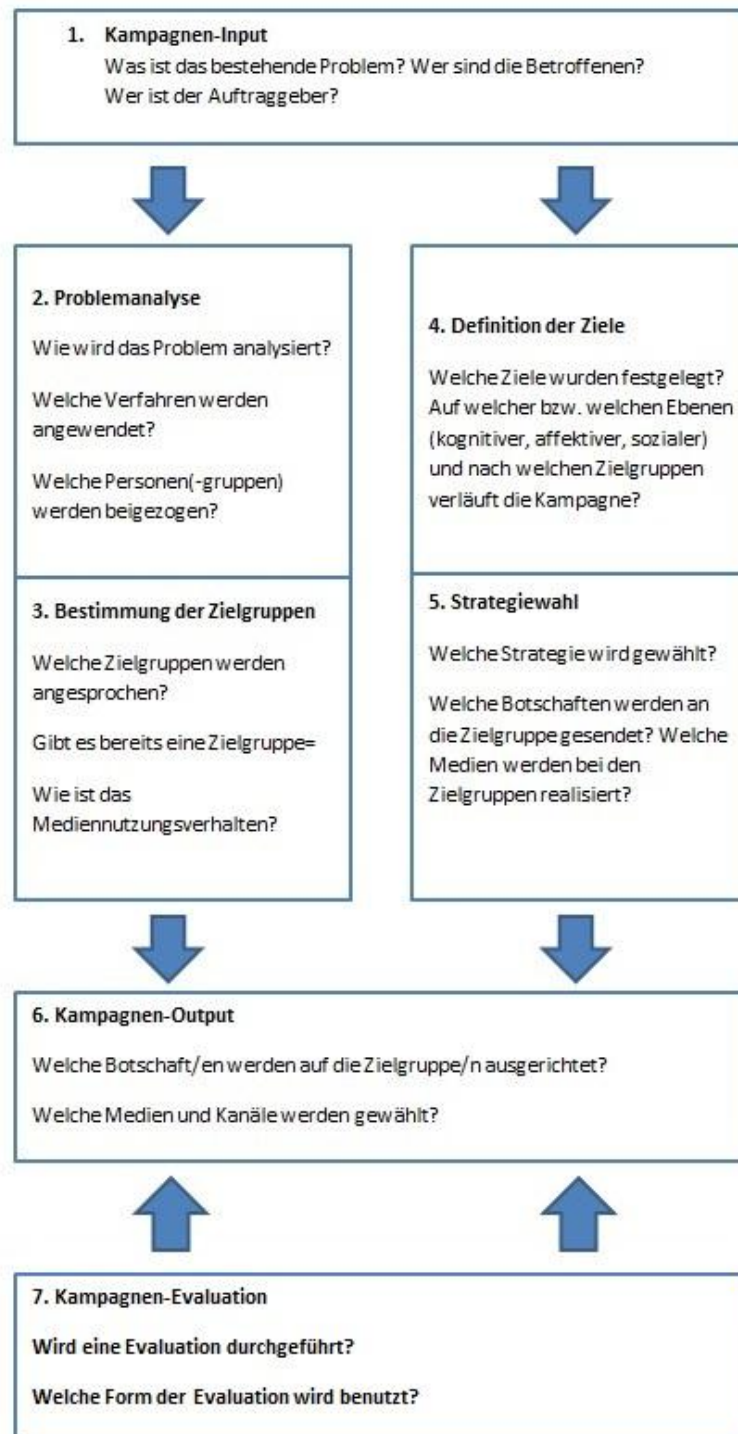 1. Kampagnen-Input
Was ist das bestehende Problem? Wer sind die Betroffenen?
Wer ist der Auftraggeber?
2. Problemanalyse
Wie wird das Problem analysiert?
Welche Verfahren werden
angewendet?
Welche Personen(-gruppen)
werden beigezogen?
3. Bestimmung der Zielgruppen
Welche Zielgruppen werden
angesprochen?
Gibt es bereits eine Zielgruppe=
Wie ist das
Mediennutzungsverhalten?
4. Definition der Ziele
Welche Ziele wurden festgelegt?
Auf welcher bzw. welchen Ebenen
(kognitiver, affektiver, sozialer)
und nach welchen Zielgruppen
verläuft die Kampagne?
5. Strategiewahl
Welche Strategie wird gewählt?
Welche Botschaften werden an
die Zielgruppe gesendet? Welche
Medien werden bei den
Zielgruppen realisiert?
6. Kampagnen-Output
Welche Botschaft/en werden auf die Zielgruppe/n ausgerichtet?
Welche Medien und Kanäle werden gewählt?
7. Kampagnen-Evaluation
Wird eine Evaluation durchgeführt?
Welche Form der Evaluation wird benutzt?